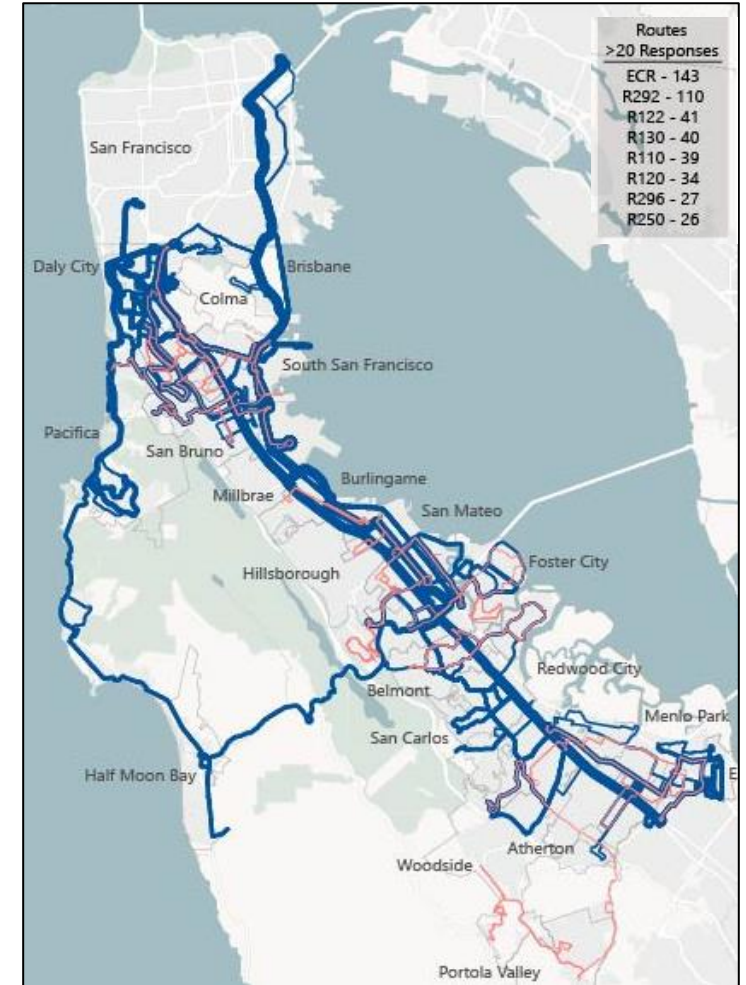 Routes
>20 Responses
ECR - 143
R292 - 110
R122 - 41
R130 - 40
R110 - 39
R120 - 34
R296 - 27
R250 - 26
San Francisco
Daly City
Brisbane
Colma
South San Francisco
Pacifica
San Bruno
Burlingame
Millbrae
San Mateo
Foster City
Hillsborough
Redwood City
Belmont
Menlo Park
San Carlos
E
Half Moon Bay
Atherton
Woodside
Portola Valley